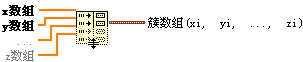 x数组
y数组
...
z数组
簇数组(xi, yi, ..., zi)